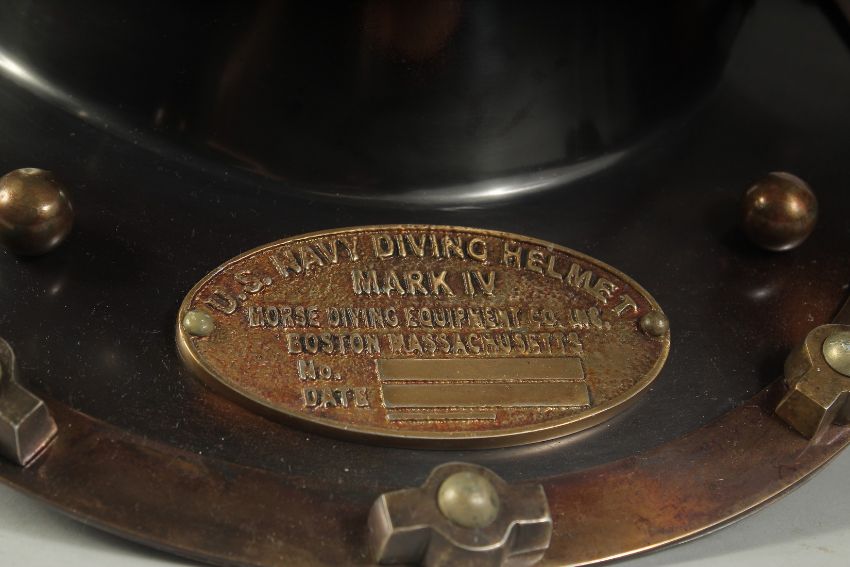 U.S. NAVY DIVING HELMET
MARK IV
MORSE DIVING EQUIPMENT CO. INC.
BOSTON MASSACHUSETTS
No.
DATE